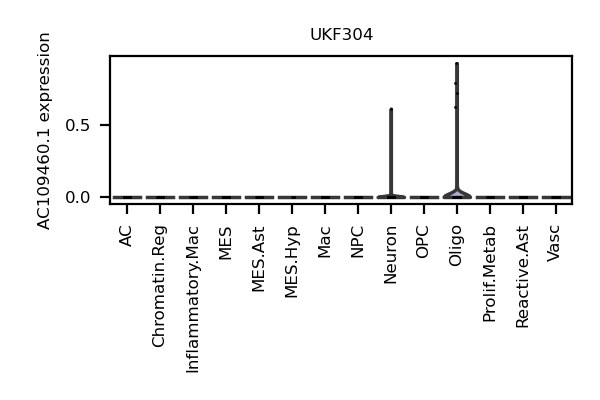 UKF304
AC109460.1 expression
0.5
0.0
AC
Chromatin.Reg
Inflammatory.Mac
MES
MES.Ast
MES.Hyp
Mac
NPC
Neuron
OPC
Oligo
Prolif.Metab
Reactive.Ast
Vasc